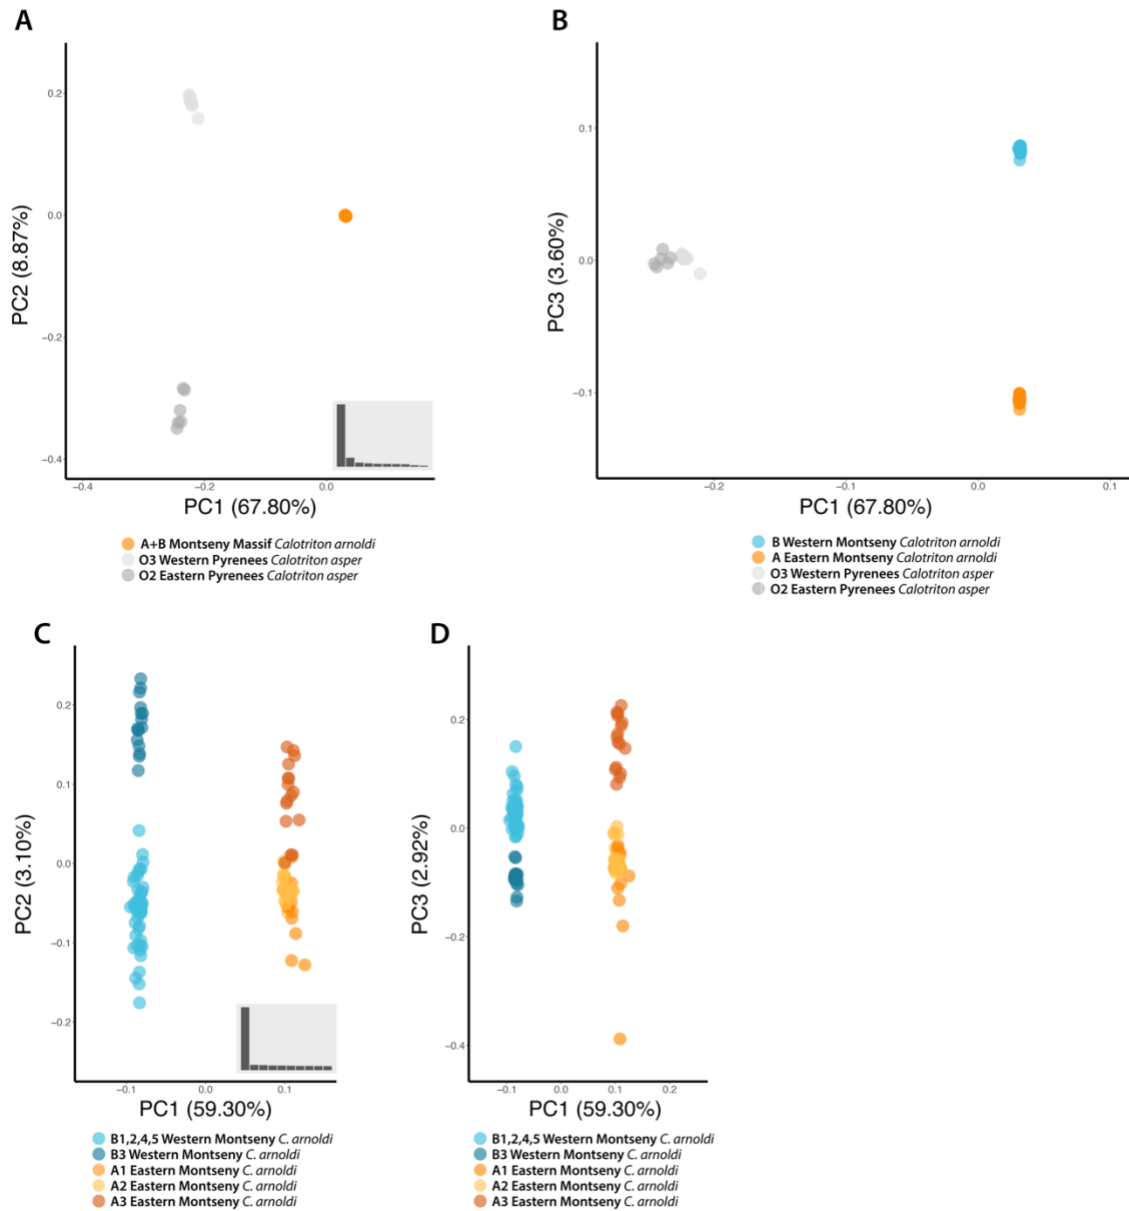 A
B
PC2 (8.87%)
0.2
0.0
−0.2
−0.4
−0.4
−0.2
0.0
PC1 (67.80%)
A+B Montseny Massif Calotriton arnoldi
O3 Western Pyrenees Calotriton asper
O2 Eastern Pyrenees Calotriton asper
PC3 (3.60%)
0.1
0.0
−0.1
−0.2
−0.1
0.0
0.1
PC1 (67.80%)
B Western Montseny Calotriton arnoldi
A Eastern Montseny Calotriton arnoldi
O3 Western Pyrenees Calotriton asper
O2 Eastern Pyrenees Calotriton asper
C
D
PC2 (3.10%)
0.2
0.1
0.0
−0.1
−0.2
−0.1
0.0
0.1
PC1 (59.30%)
B1,2,4,5 Western Montseny C. arnoldi
B3 Western Montseny C. arnoldi
A1 Eastern Montseny C. arnoldi
A2 Eastern Montseny C. arnoldi
A3 Eastern Montseny C. arnoldi
PC3 (2.92%)
0.2
0.0
−0.2
−0.4
−0.1
0.0
0.1
0.2
PC1 (59.30%)
B1,2,4,5 Western Montseny C. arnoldi
B3 Western Montseny C. arnoldi
A1 Eastern Montseny C. arnoldi
A2 Eastern Montseny C. arnoldi
A3 Eastern Montseny C. arnoldi